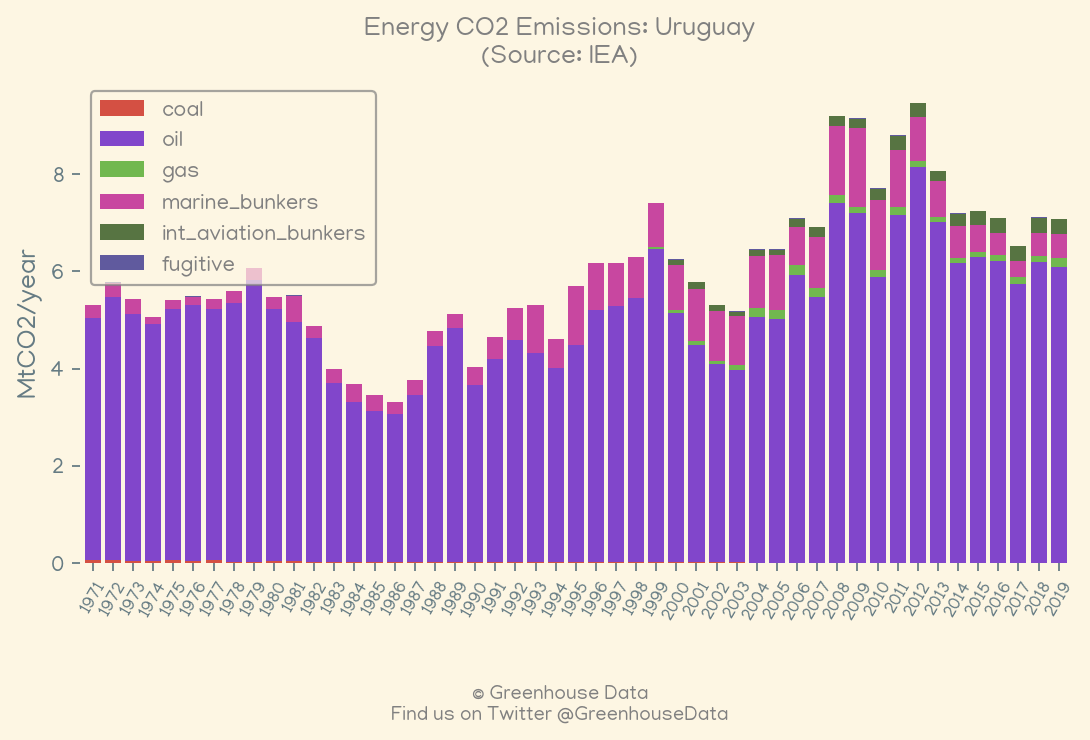 Energy CO2 Emissions: Uruguay
(Source: IEA)
coal
oil
gas
marine_bunkers
int_aviation_bunkers
fugitive
MtCO2/year
8
6
4
2
0
1971 1972 1973 1974 1975 1976 1977 1978 1979 1980 1981 1982 1983 1984 1985 1986 1987 1988 1989 1990 1991 1992 1993 1994 1995 1996 1997 1998 1999 2000 2001 2002 2003 2004 2005 2006 2007 2008 2009 2010 2011 2012 2013 2014 2015 2016 2017 2018 2019
© Greenhouse Data
Find us on Twitter @GreenhouseData